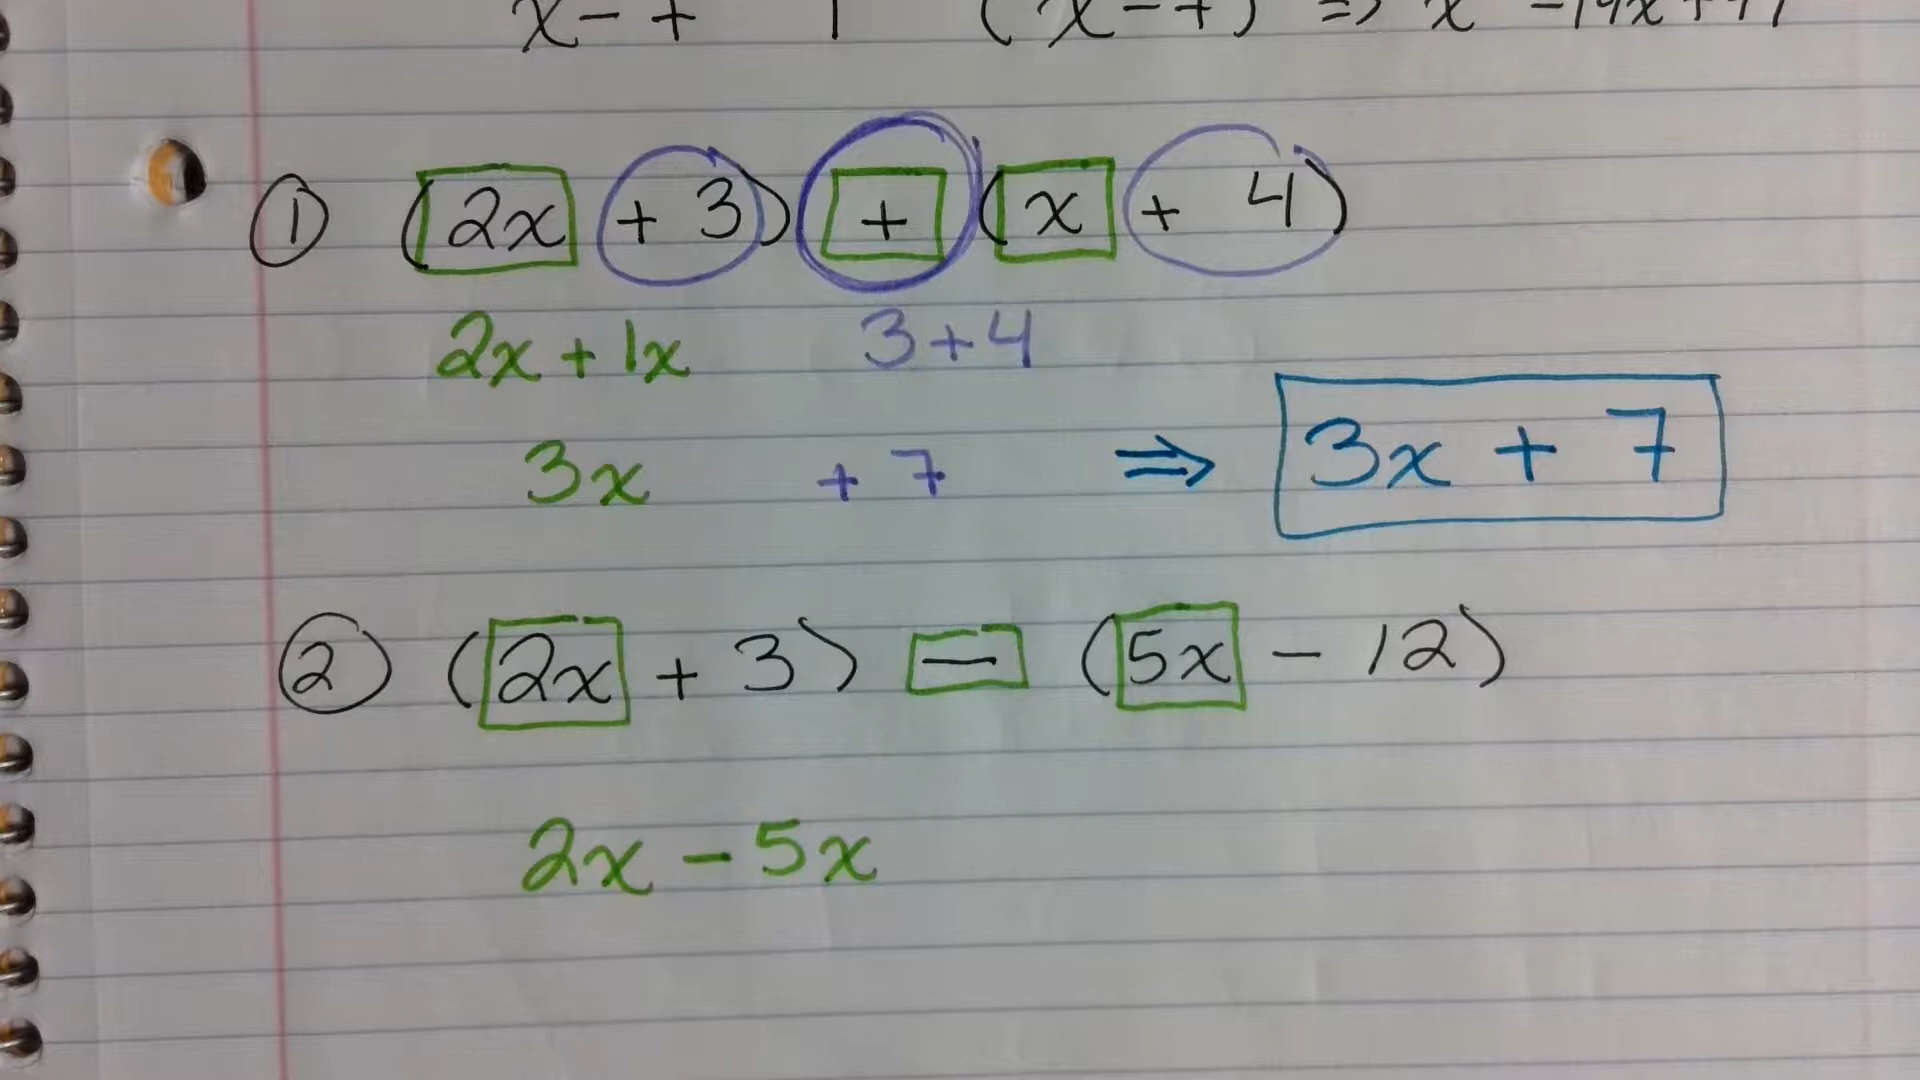 ① (2x + 3) + (x + 4)
2x + 1x 3 + 4
3x + 7 ⇒ 3x + 7
② (2x + 3) − (5x − 12)
2x − 5x